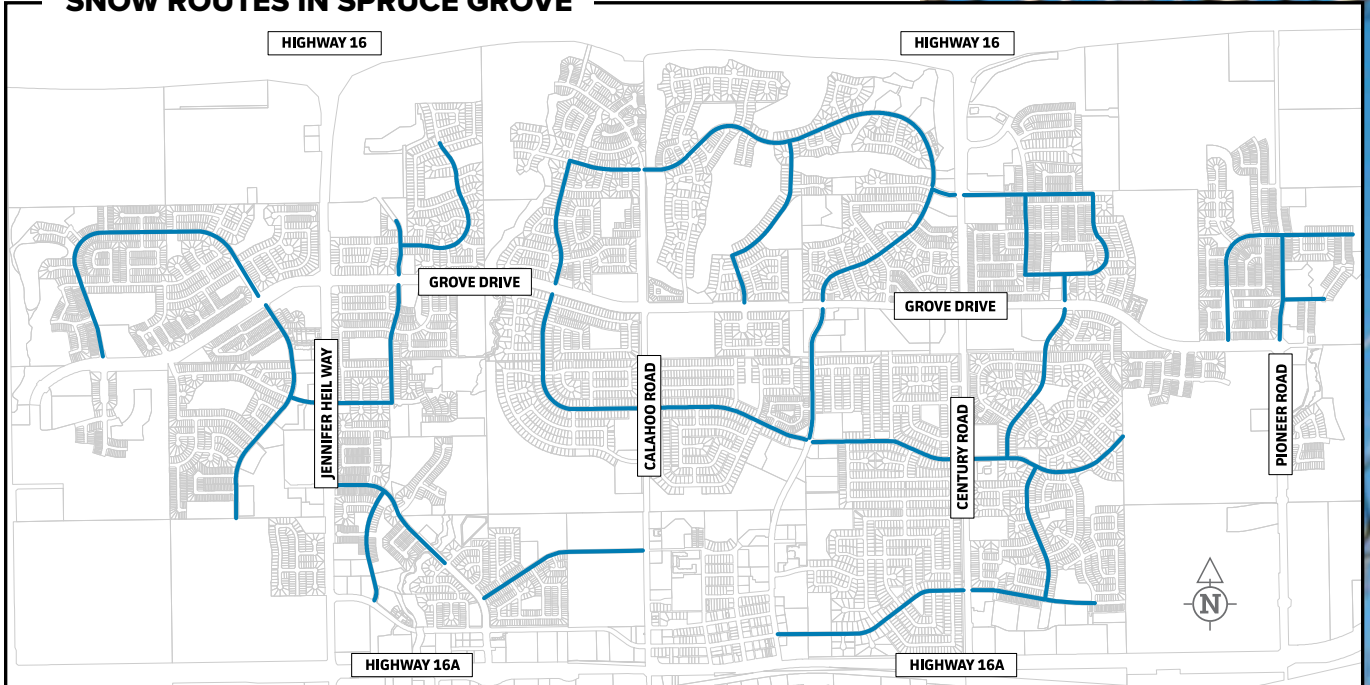 SNOW ROUTES IN SPRUCE GROVE
HIGHWAY 16
HIGHWAY 16
GROVE DRIVE
GROVE DRIVE
JENNIFER HEIL WAY
CALAHOO ROAD
CENTURY ROAD
PIONEER ROAD
N
HIGHWAY 16A
HIGHWAY 16A